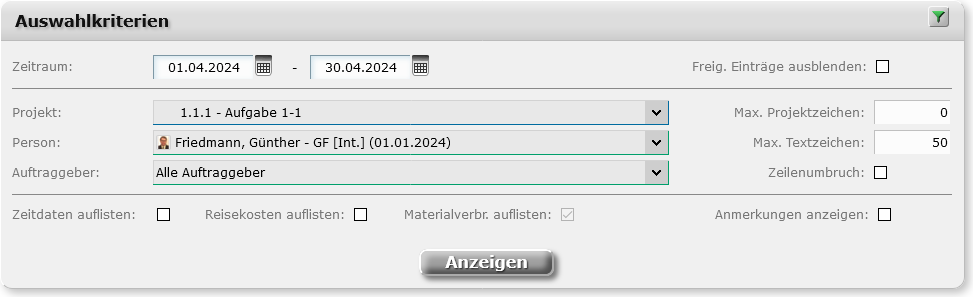 Auswahlkriterien
Zeitraum: 01.04.2024 - 30.04.2024 Freig. Einträge ausblenden:
Projekt: 1.1.1 - Aufgabe 1-1 Max. Projektzeichen: 0
Person: Friedmann, Günther - GF [Int.] (01.01.2024) Max. Textzeichen: 50
Auftraggeber: Alle Auftraggeber Zeilenumbruch:
Zeitdaten auflisten: Reisekosten auflisten: Materialverbr. auflisten: Anmerkungen anzeigen:
Anzeigen